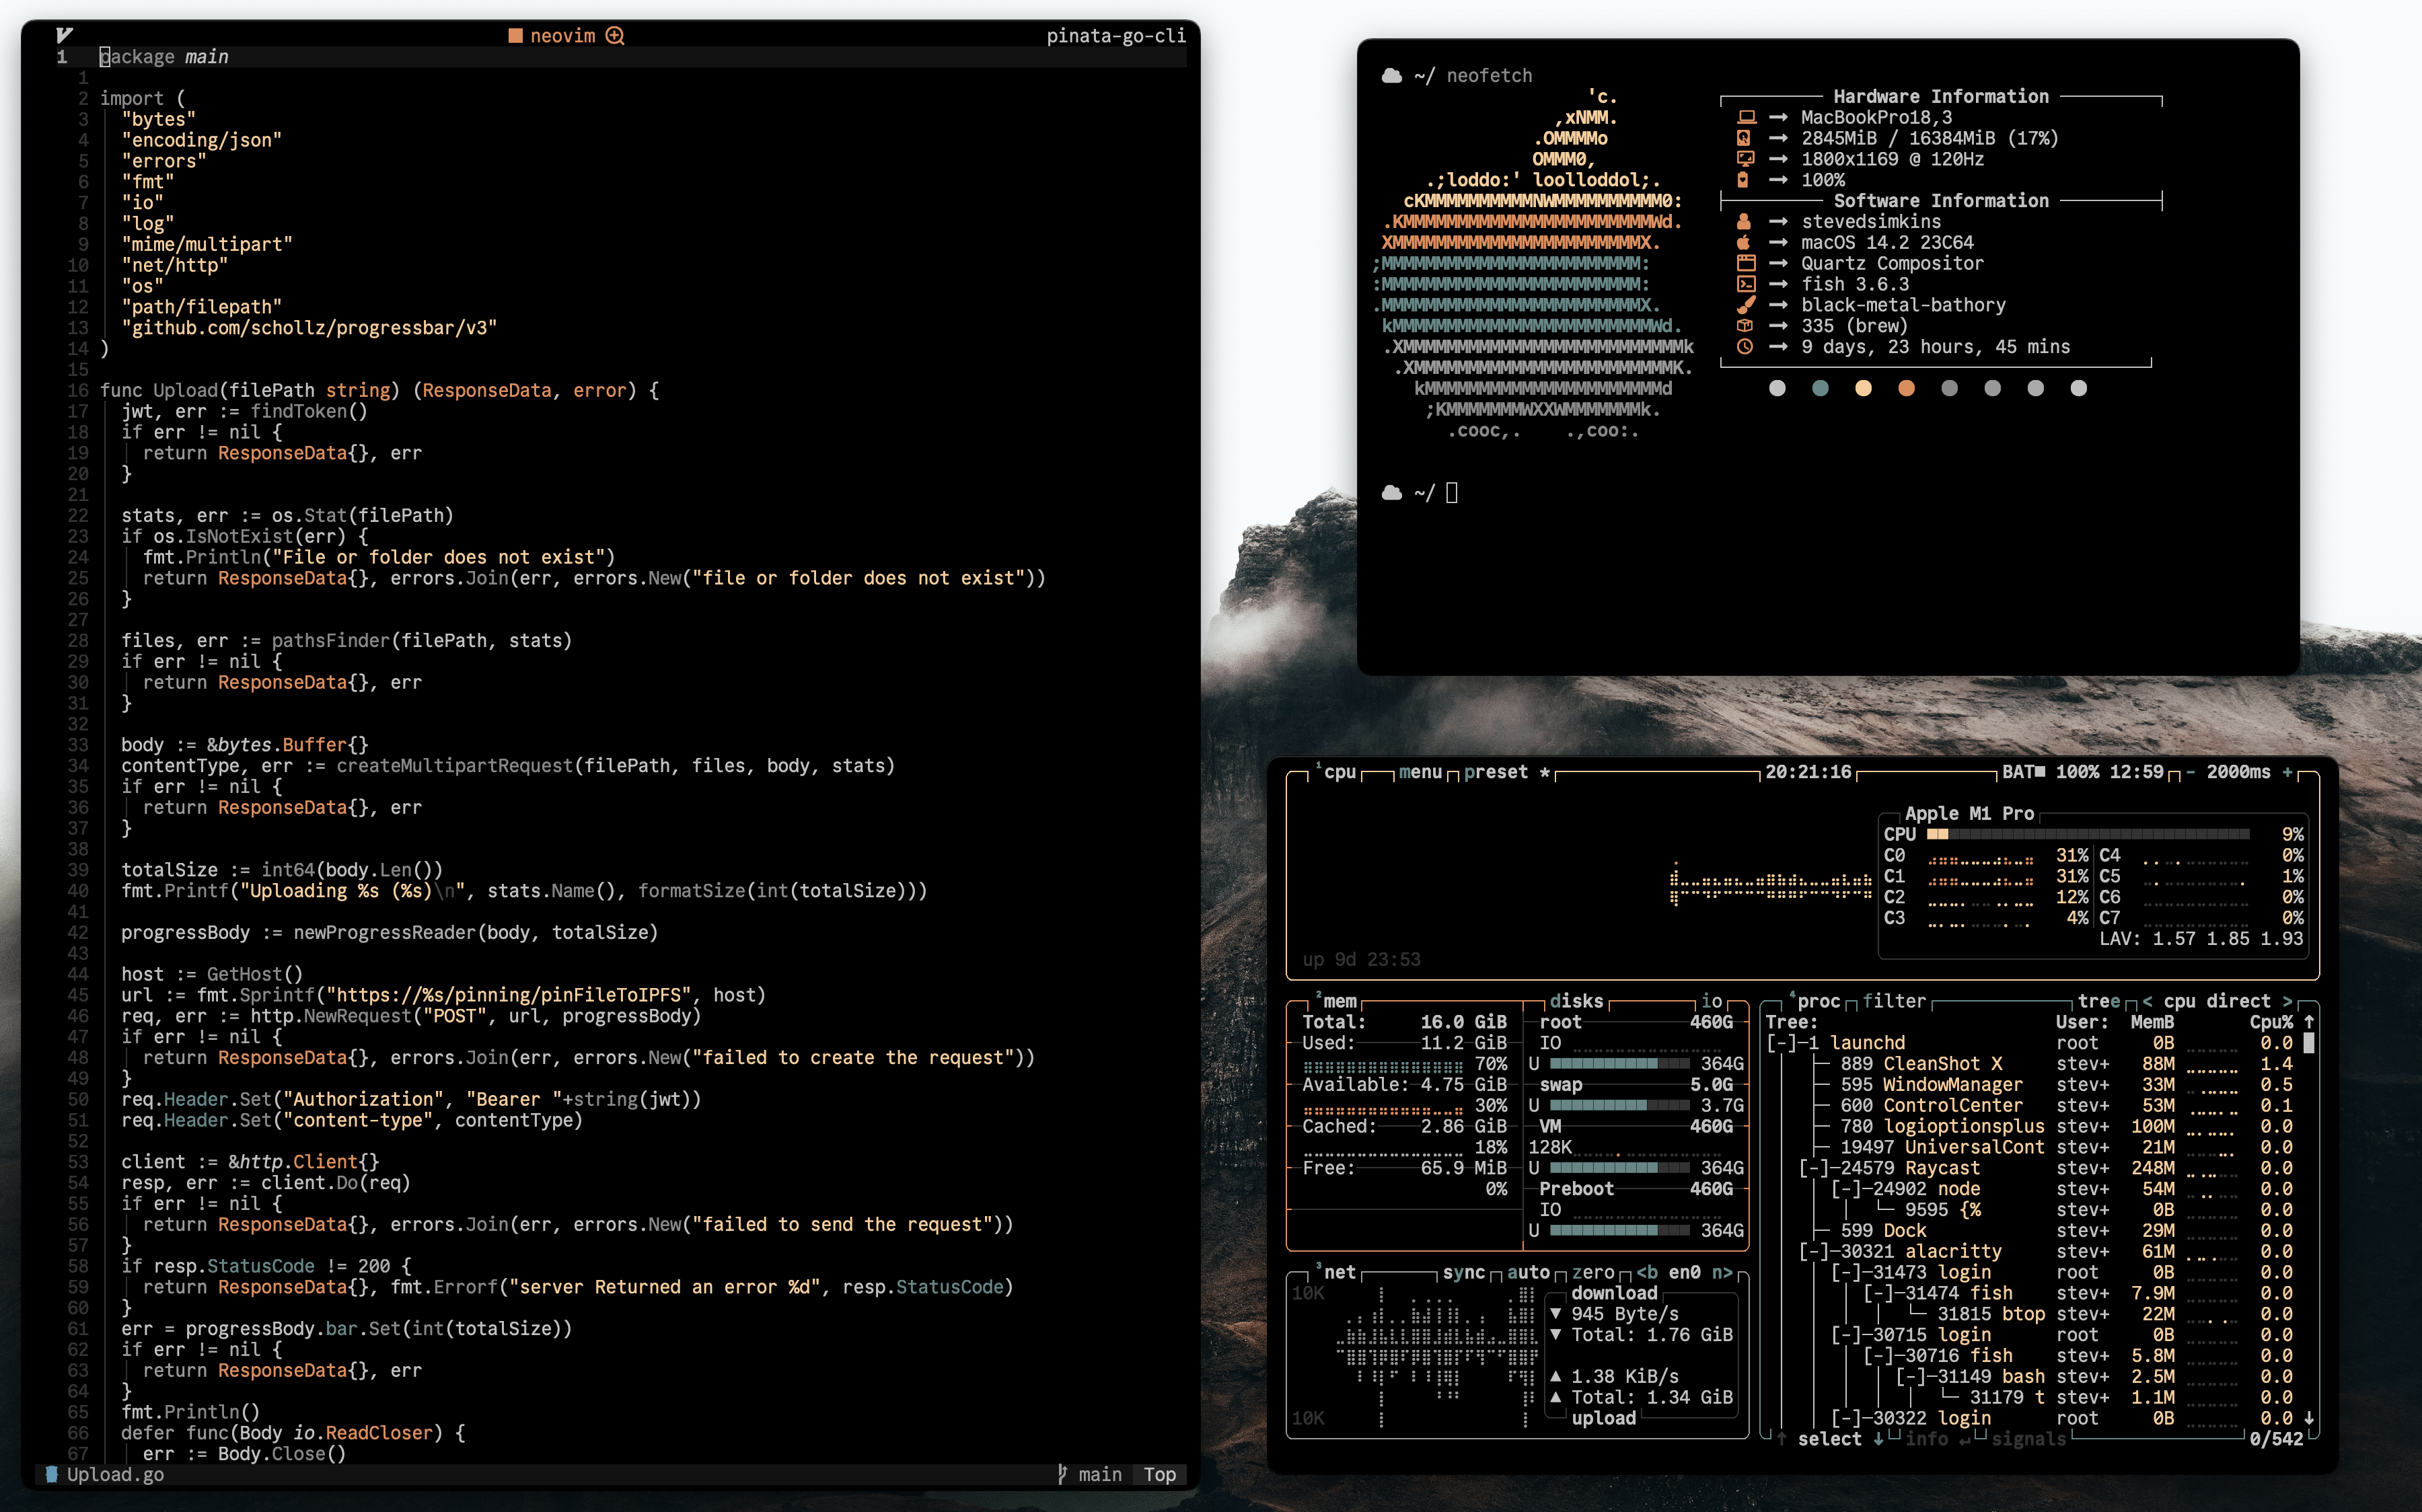 neovim pinata-go-cli
1 package main
1
2 import (
3 "bytes"
4 "encoding/json"
5 "errors"
6 "fmt"
7 "io"
8 "log"
9 "mime/multipart"
10 "net/http"
11 "os"
12 "path/filepath"
13 "github.com/schollz/progressbar/v3"
14 )
15
16 func Upload(filePath string) (ResponseData, error) {
17 jwt, err := findToken()
18 if err != nil {
19 return ResponseData{}, err
20 }
21
22 stats, err := os.Stat(filePath)
23 if os.IsNotExist(err) {
24 fmt.Println("File or folder does not exist")
25 return ResponseData{}, errors.Join(err, errors.New("file or folder does not exist"))
26 }
27
28 files, err := pathsFinder(filePath, stats)
29 if err != nil {
30 return ResponseData{}, err
31 }
32
33 body := &bytes.Buffer{}
34 contentType, err := createMultipartRequest(filePath, files, body, stats)
35 if err != nil {
36 return ResponseData{}, err
37 }
38
39 totalSize := int64(body.Len())
40 fmt.Printf("Uploading %s (%s)\n", stats.Name(), formatSize(int(totalSize)))
41
42 progressBody := newProgressReader(body, totalSize)
43
44 host := GetHost()
45 url := fmt.Sprintf("https://%s/pinning/pinFileToIPFS", host)
46 req, err := http.NewRequest("POST", url, progressBody)
47 if err != nil {
48 return ResponseData{}, errors.Join(err, errors.New("failed to create the request"))
49 }
50 req.Header.Set("Authorization", "Bearer "+string(jwt))
51 req.Header.Set("content-type", contentType)
52
53 client := &http.Client{}
54 resp, err := client.Do(req)
55 if err != nil {
56 return ResponseData{}, errors.Join(err, errors.New("failed to send the request"))
57 }
58 if resp.StatusCode != 200 {
59 return ResponseData{}, fmt.Errorf("server Returned an error %d", resp.StatusCode)
60 }
61 err = progressBody.bar.Set(int(totalSize))
62 if err != nil {
63 return ResponseData{}, err
64 }
65 fmt.Println()
66 defer func(Body io.ReadCloser) {
67 err := Body.Close()
Upload.go main Top
~/ neofetch
'c.
,xNMM.
.OMMMMo
OMMM0,
.;loddo:' loolloddol;.
cKMMMMMMMMMMNWMMMMMMMMMM0:
.KMMMMMMMMMMMMMMMMMMMMMMMWd.
XMMMMMMMMMMMMMMMMMMMMMMMX.
;MMMMMMMMMMMMMMMMMMMMMMMM:
:MMMMMMMMMMMMMMMMMMMMMMMM:
.MMMMMMMMMMMMMMMMMMMMMMMMX.
kMMMMMMMMMMMMMMMMMMMMMMMMWd.
.XMMMMMMMMMMMMMMMMMMMMMMMMMMk
.XMMMMMMMMMMMMMMMMMMMMMMMMK.
kMMMMMMMMMMMMMMMMMMMMMMd
;KMMMMMMMWXXWMMMMMMMk.
.cooc,. .,coo:.
Hardware Information
→ MacBookPro18,3
→ 2845MiB / 16384MiB (17%)
→ 1800x1169 @ 120Hz
→ 100%
Software Information
→ stevedsimkins
→ macOS 14.2 23C64
→ Quartz Compositor
→ fish 3.6.3
→ black-metal-bathory
→ 335 (brew)
→ 9 days, 23 hours, 45 mins
~/
¹cpu menu preset * 20:21:16 BAT■ 100% 12:59 - 2000ms +
Apple M1 Pro
CPU 9%
C0 31% C4 0%
C1 31% C5 1%
C2 12% C6 0%
C3 4% C7 0%
LAV: 1.57 1.85 1.93
up 9d 23:53
²mem
Total: 16.0 GiB
Used: 11.2 GiB
70%
Available: 4.75 GiB
30%
Cached: 2.86 GiB
18%
Free: 65.9 MiB
0%
disks io
root 460G
IO
U 364G
swap 5.0G
U 3.7G
VM 460G
128K
U 364G
Preboot 460G
IO
U 364G
³net sync auto zero <b en0 n>
10K
download
▼ 945 Byte/s
▼ Total: 1.76 GiB
▲ 1.38 KiB/s
▲ Total: 1.34 GiB
upload
10K
⁴proc filter tree < cpu direct >
Tree: User: MemB Cpu% ↑
[-]─1 launchd root 0B 0.0
889 CleanShot X stev+ 88M 1.4
595 WindowManager stev+ 33M 0.5
600 ControlCenter stev+ 53M 0.1
780 logioptionsplus stev+ 100M 0.0
19497 UniversalCont stev+ 21M 0.0
[-]─24579 Raycast stev+ 248M 0.0
[-]─24902 node stev+ 54M 0.0
9595 {% stev+ 0B 0.0
599 Dock stev+ 29M 0.0
[-]─30321 alacritty stev+ 61M 0.0
[-]─31473 login root 0B 0.0
[-]─31474 fish stev+ 7.9M 0.0
31815 btop stev+ 22M 0.0
[-]─30715 login root 0B 0.0
[-]─30716 fish stev+ 5.8M 0.0
[-]─31149 bash stev+ 2.5M 0.0
31179 t stev+ 1.1M 0.0
[-]─30322 login root 0B 0.0 ↓
↑ select ↓ info ↵ signals 0/542